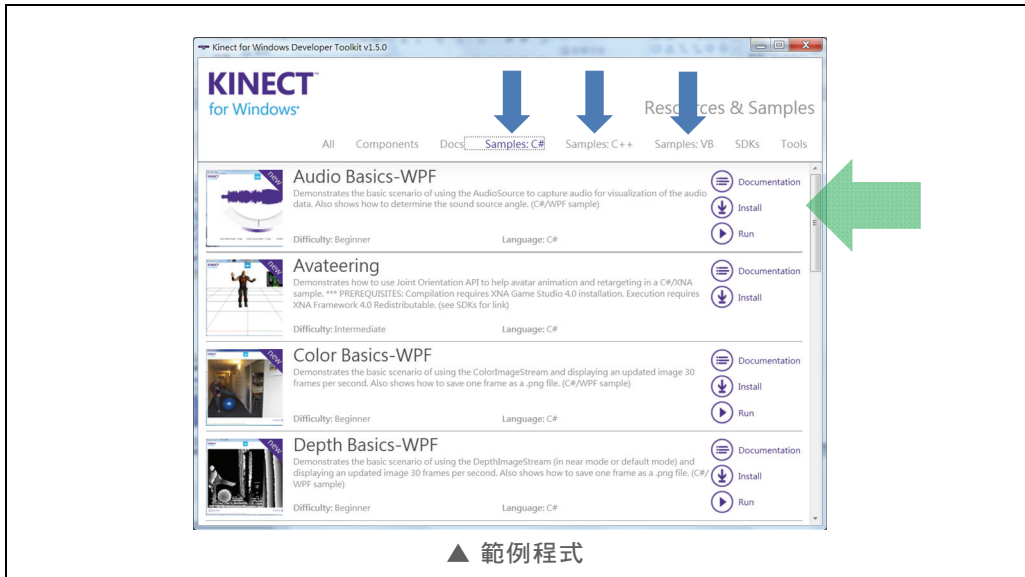 Kinect for Windows Developer Toolkit v1.5.0
KINECT™
for Windows®
Resources & Samples
All Components Docs Samples: C# Samples: C++ Samples: VB SDKs Tools
new
Audio Basics-WPF
Demonstrates the basic scenario of using the AudioSource to capture audio for visualization of the audio
data. Also shows how to determine the sound source angle. (C#/WPF sample)
Difficulty: Beginner Language: C#
Documentation
Install
Run
new
Avateering
Demonstrates how to use Joint Orientation API to help avatar animation and retargeting in a C#/XNA
sample. *** PREREQUISITES: Compilation requires XNA Game Studio 4.0 installation. Execution requires
XNA Framework 4.0 Redistributable. (see SDKs for link)
Difficulty: Intermediate Language: C#
Documentation
Install
new
Color Basics-WPF
Demonstrates the basic scenario of using the ColorImageStream and displaying an updated image 30
frames per second. Also shows how to save one frame as a .png file. (C#/WPF sample)
Difficulty: Beginner Language: C#
Documentation
Install
Run
new
Depth Basics-WPF
Demonstrates the basic scenario of using the DepthImageStream (in near mode or default mode) and
displaying an updated image 30 frames per second. Also shows how to save one frame as a .png file. (C#/
WPF sample)
Difficulty: Beginner Language: C#
Documentation
Install
Run
▲ 範例程式